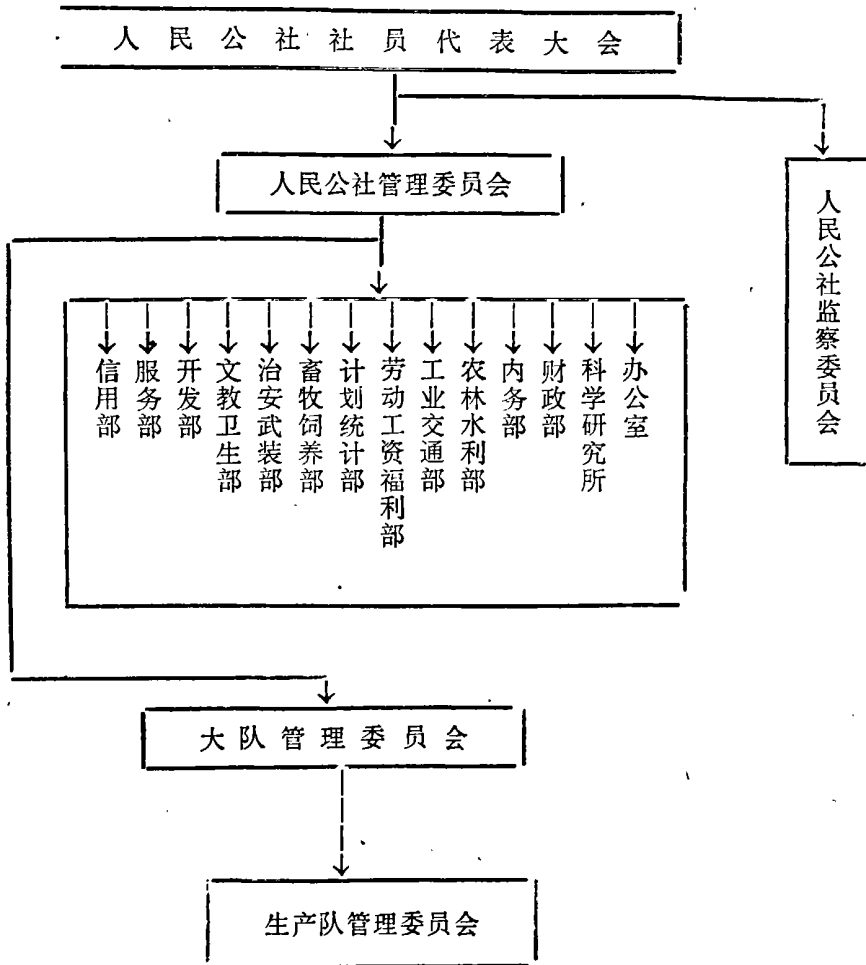 人民公社社员代表大会
人民公社管理委员会
人民公社监察委员会
信用部
服务部
开发部
文教卫生部
治安武装部
畜牧饲养部
计划统计部
劳动工资福利部
工业交通部
农林水利部
内务部
财政部
科学研究所
办公室
大队管理委员会
生产队管理委员会